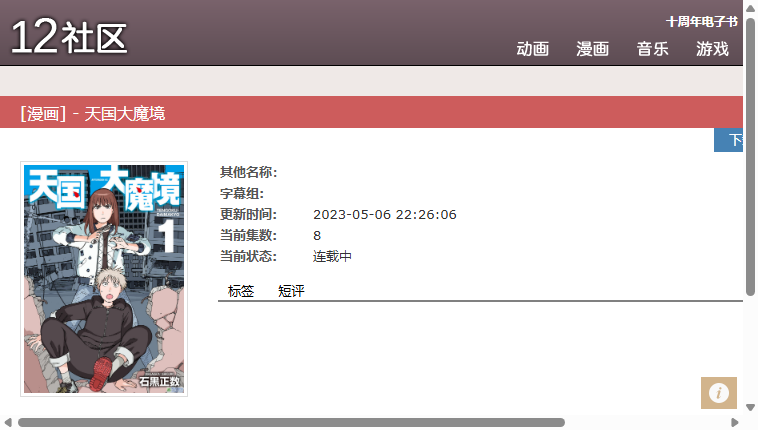 12社区
十周年电子书
动画 漫画 音乐 游戏
[漫画] - 天国大魔境
下
天国大魔境
1
石黒正数
其他名称:
字幕组:
更新时间: 2023-05-06 22:26:06
当前集数: 8
当前状态: 连载中
标签 短评
i